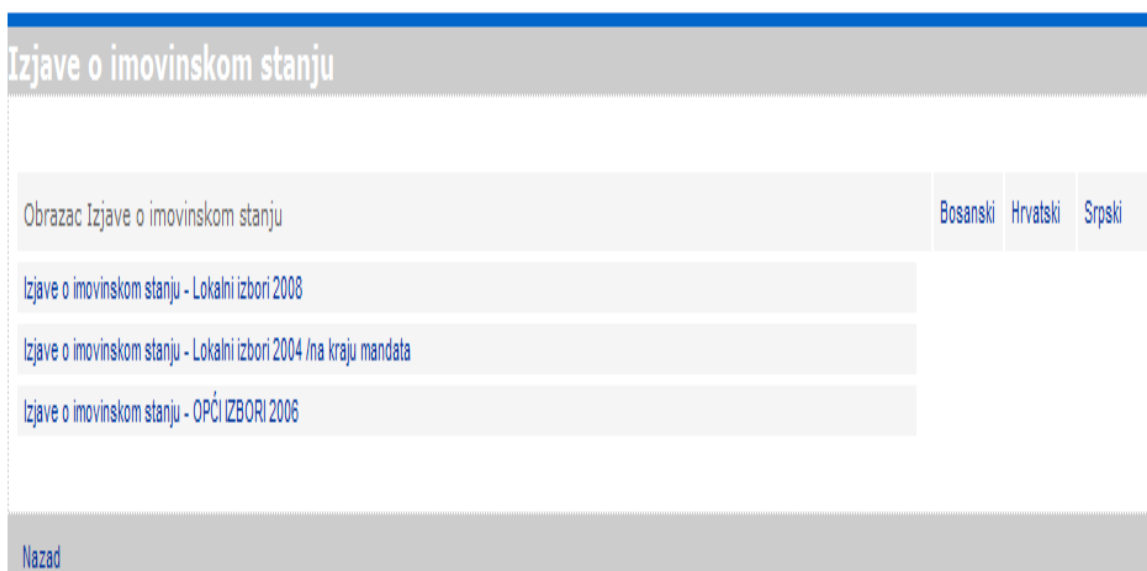 Izjave o imovinskom stanju
Obrazac Izjave o imovinskom stanju Bosanski Hrvatski Srpski
Izjave o imovinskom stanju - Lokalni izbori 2008
Izjave o imovinskom stanju - Lokalni izbori 2004 /na kraju mandata
Izjave o imovinskom stanju - OPĆI IZBORI 2006
Nazad